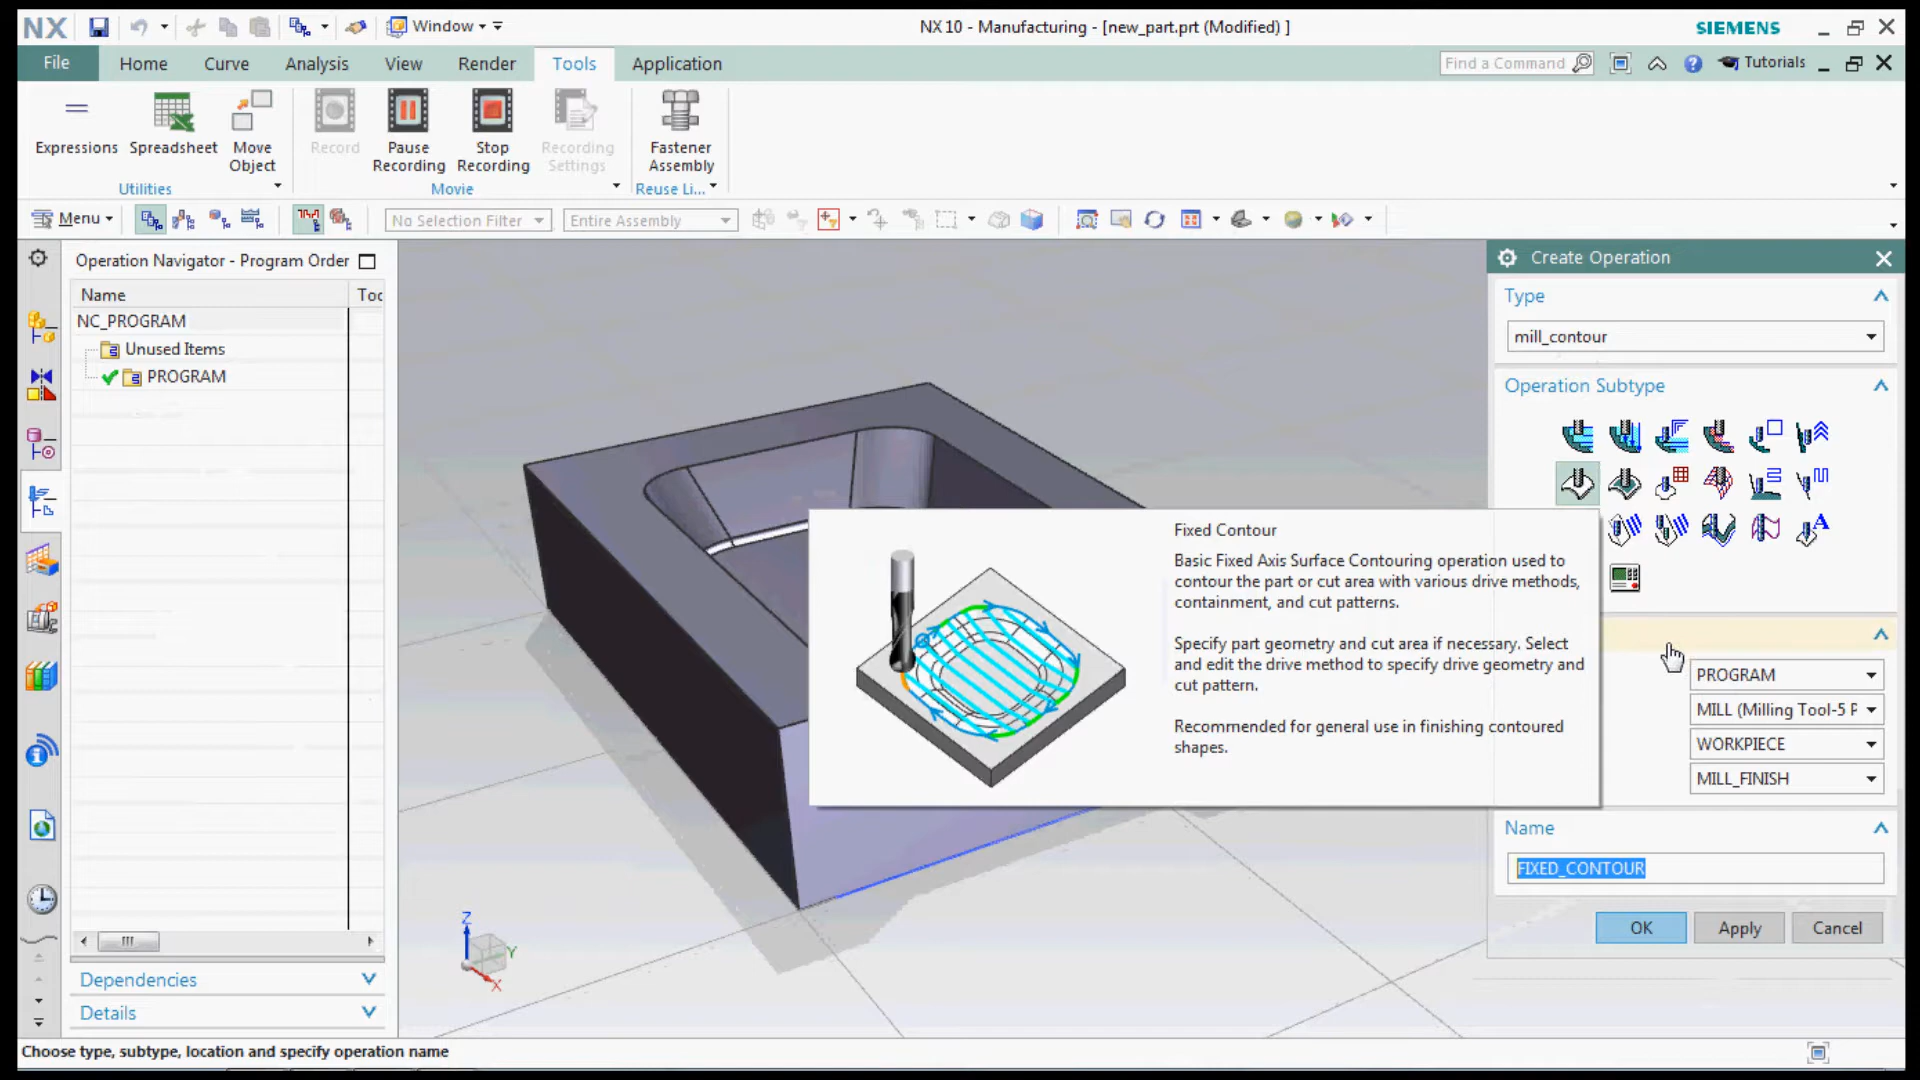 NX
Window
NX 10 - Manufacturing - [new_part.prt (Modified) ]
SIEMENS
File
Home
Curve
Analysis
View
Render
Tools
Application
Find a Command
Tutorials
Expressions
Spreadsheet
Move
Object
Record
Pause
Recording
Stop
Recording
Recording
Settings
Fastener
Assembly
Utilities
Movie
Reuse Li...
Menu
No Selection Filter
Entire Assembly
Operation Navigator - Program Order
Name
Toc
NC_PROGRAM
Unused Items
PROGRAM
Dependencies
Details
Z
Y
X
Fixed Contour
Basic Fixed Axis Surface Contouring operation used to
contour the part or cut area with various drive methods,
containment, and cut patterns.
Specify part geometry and cut area if necessary. Select
and edit the drive method to specify drive geometry and
cut pattern.
Recommended for general use in finishing contoured
shapes.
Create Operation
Type
mill_contour
Operation Subtype
A
PROGRAM
MILL (Milling Tool-5 P
WORKPIECE
MILL_FINISH
Name
FIXED_CONTOUR
OK
Apply
Cancel
Choose type, subtype, location and specify operation name